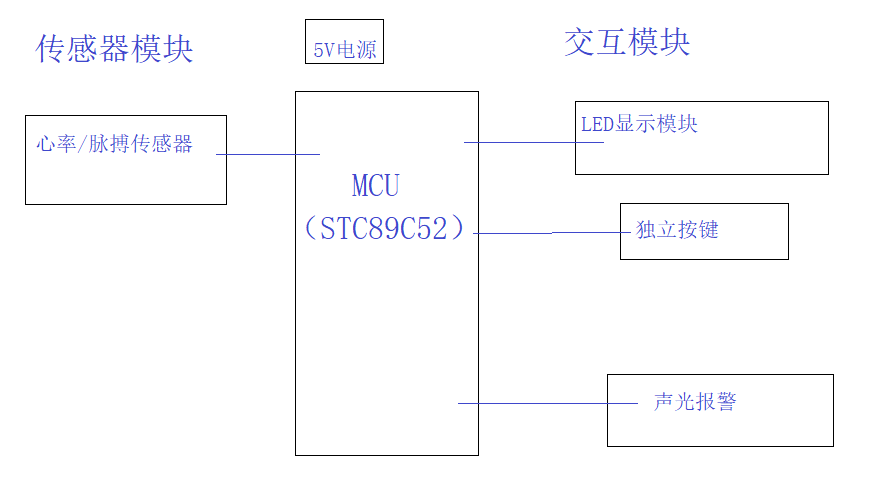 传感器模块
5V电源
交互模块
心率/脉搏传感器
LED显示模块
MCU
（STC89C52）
独立按键
声光报警